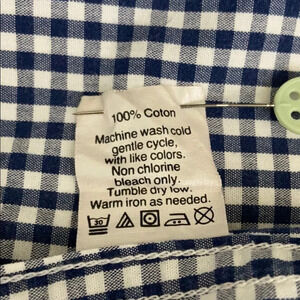 100% Coton
Machine wash cold
gentle cycle,
with like colors.
Non chlorine
bleach only.
Tumble dry low.
Warm iron as needed.
30